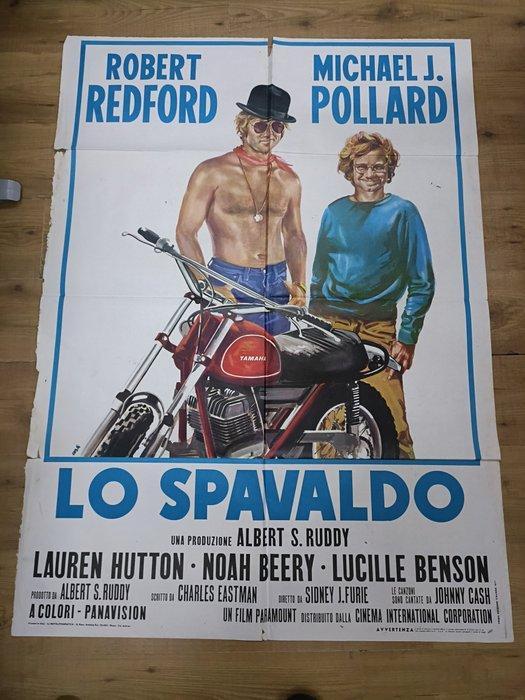 ROBERT REDFORD
MICHAEL J. POLLARD
YAMAHA
LO SPAVALDO
UNA PRODUZIONE ALBERT S. RUDDY
LAUREN HUTTON • NOAH BEERY • LUCILLE BENSON
PRODOTTO DA ALBERT S. RUDDY SCRITTO DA CHARLES EASTMAN DIRETTO DA SIDNEY J. FURIE LE CANZONI SONO CANTATE DA JOHNNY CASH
A COLORI - PANAVISION UN FILM PARAMOUNT DISTRIBUITO DALLA CINEMA INTERNATIONAL CORPORATION
AVVERTENZA